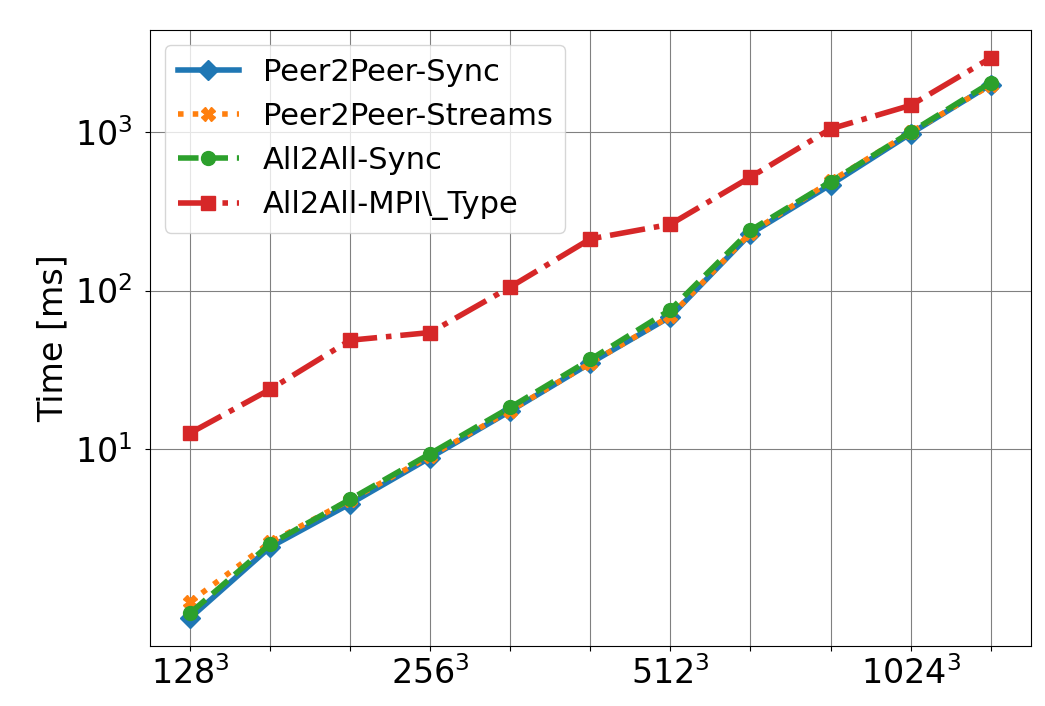 Peer2Peer-Sync
Peer2Peer-Streams
All2All-Sync
All2All-MPI\_Type
Time [ms]
10³
10²
10¹
128³ 256³ 512³ 1024³